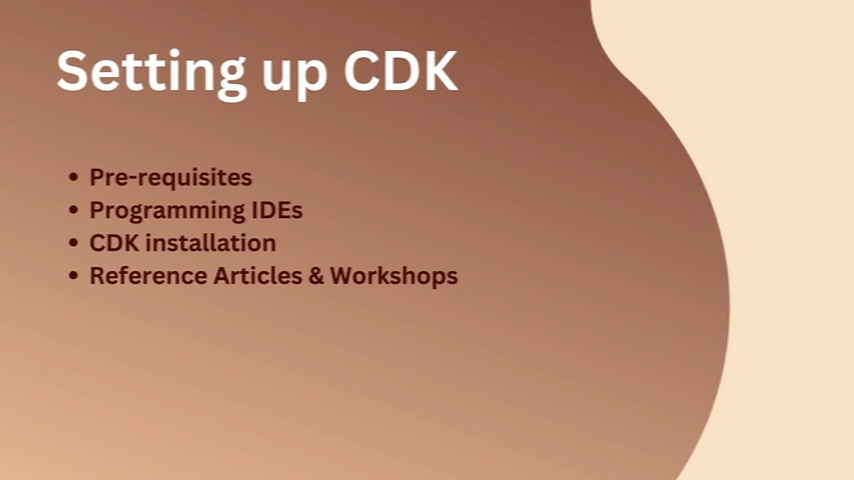 Setting up CDK
• Pre-requisites
• Programming IDEs
• CDK installation
• Reference Articles & Workshops